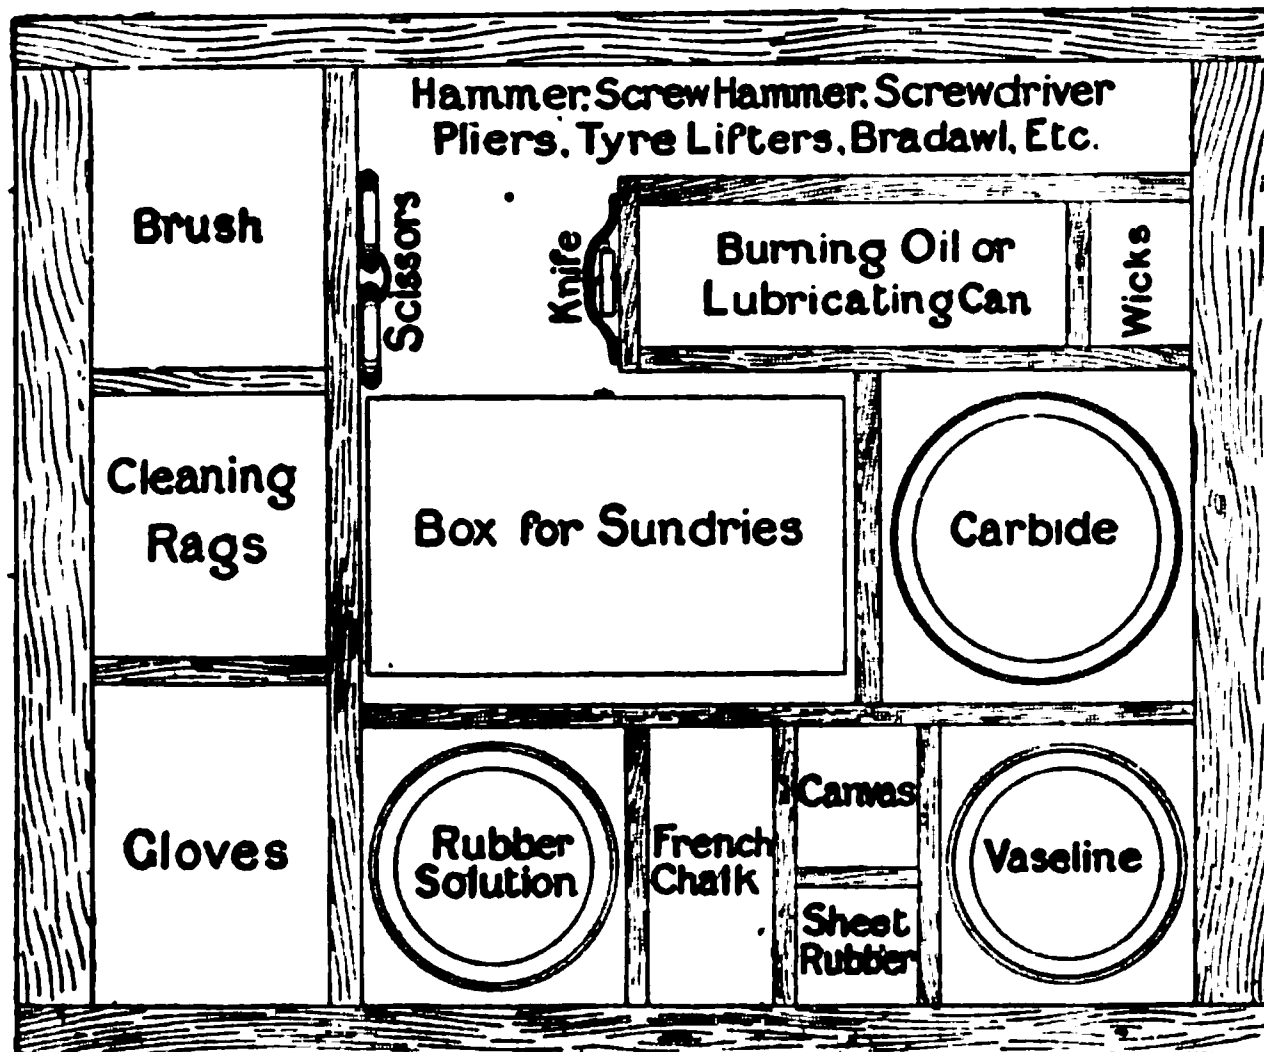 Hammer. Screw Hammer. Screwdriver
Pliers, Tyre Lifters, Bradawl, Etc.
Brush
Scissors
Knife
Burning Oil or
Lubricating Can
Wicks
Cleaning
Rags
Box for Sundries
Carbide
Gloves
Rubber
Solution
French
Chalk
Canvas
Sheet
Rubber
Vaseline